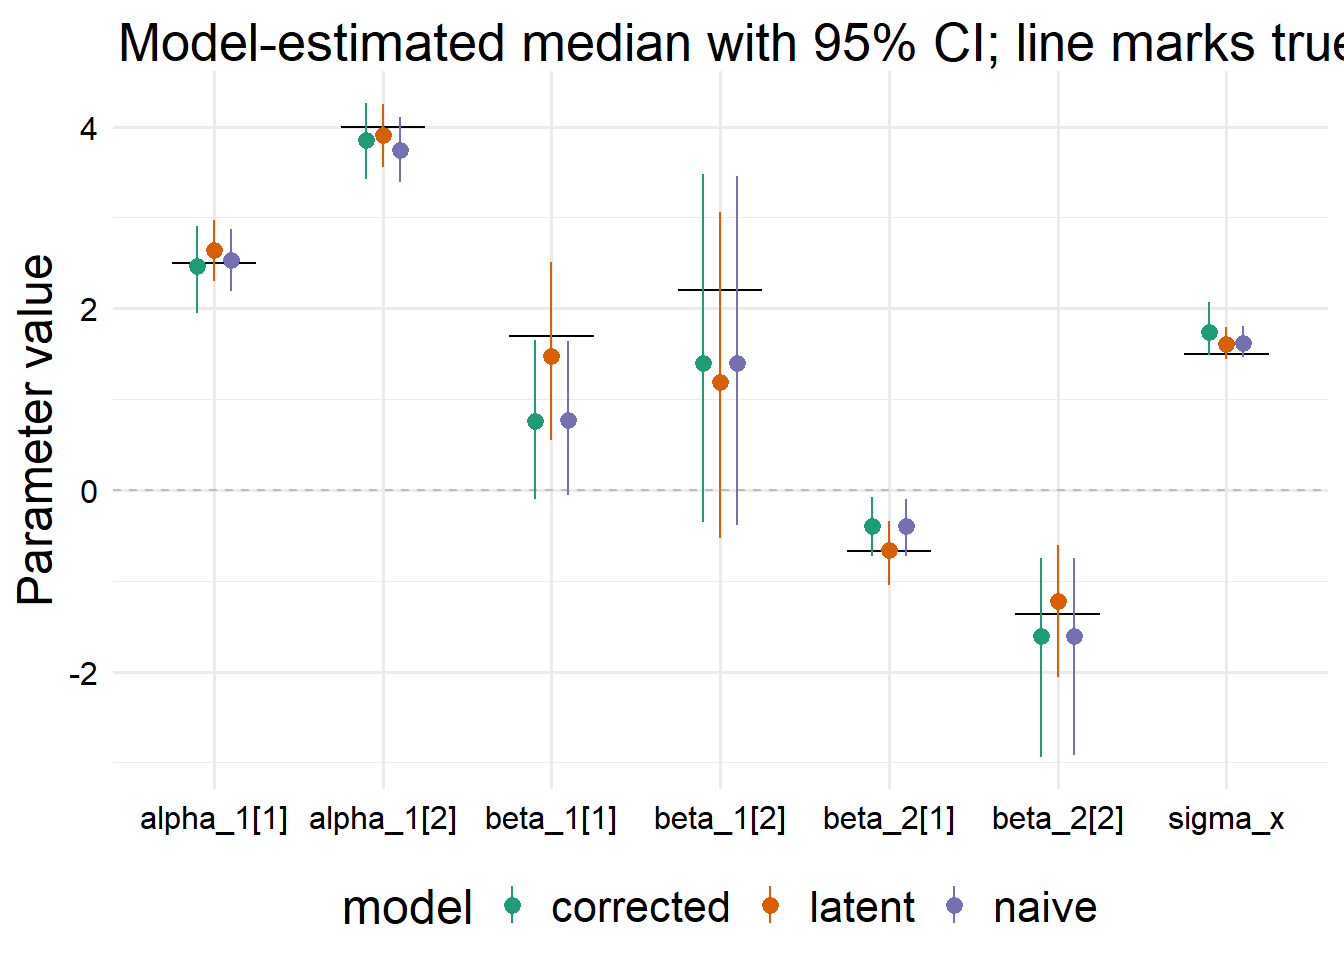 Model-estimated median with 95% CI; line marks true
Parameter value
4
2
0
-2
alpha_1[1] alpha_1[2] beta_1[1] beta_1[2] beta_2[1] beta_2[2] sigma_x
model corrected latent naive